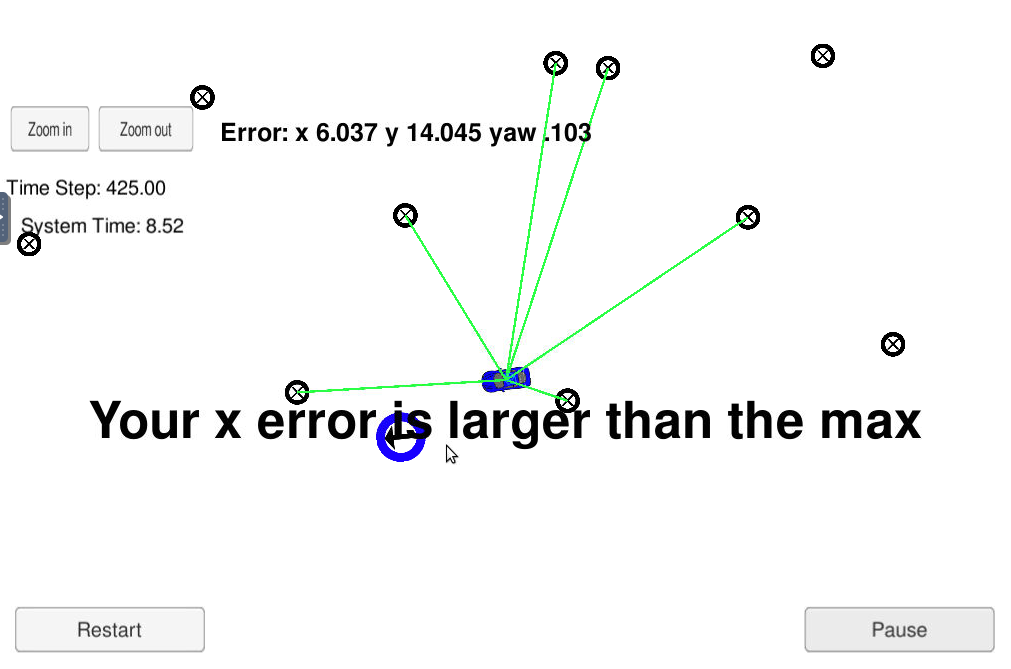 Zoom in
Zoom out
Error: x 6.037 y 14.045 yaw .103
Time Step: 425.00
System Time: 8.52
Your x error is larger than the max
Restart
Pause